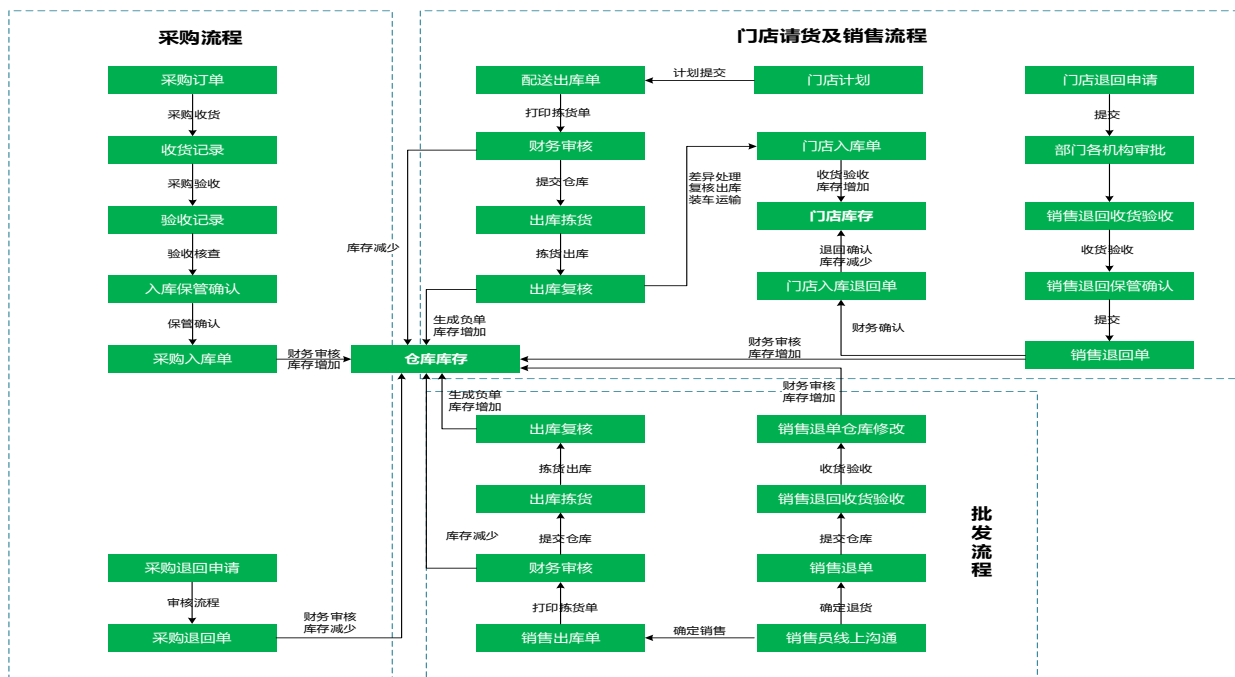 采购流程
采购订单
采购收货
收货记录
采购验收
验收记录
验收核查
入库保管确认
保管确认
采购入库单
财务审核
库存增加
仓库库存
采购退回申请
审核流程
采购退回单
财务审核
库存减少
门店请货及销售流程
配送出库单
计划提交
门店计划
打印拣货单
财务审核
库存减少
提交仓库
出库拣货
拣货出库
出库复核
生成负单
库存增加
差异处理
复核出库
装车运输
门店入库单
收货验收
库存增加
门店库存
退回确认
库存减少
门店入库退回单
财务确认
门店退回申请
提交
部门各机构审批
销售退回收货验收
收货验收
销售退回保管确认
提交
销售退回单
财务审核
库存增加
批发流程
生成负单
库存增加
出库复核
拣货出库
出库拣货
提交仓库
库存减少
财务审核
打印拣货单
销售出库单
确定销售
销售员线上沟通
确定退货
销售退单
提交仓库
销售退回收货验收
收货验收
销售退单仓库修改
财务审核
库存增加